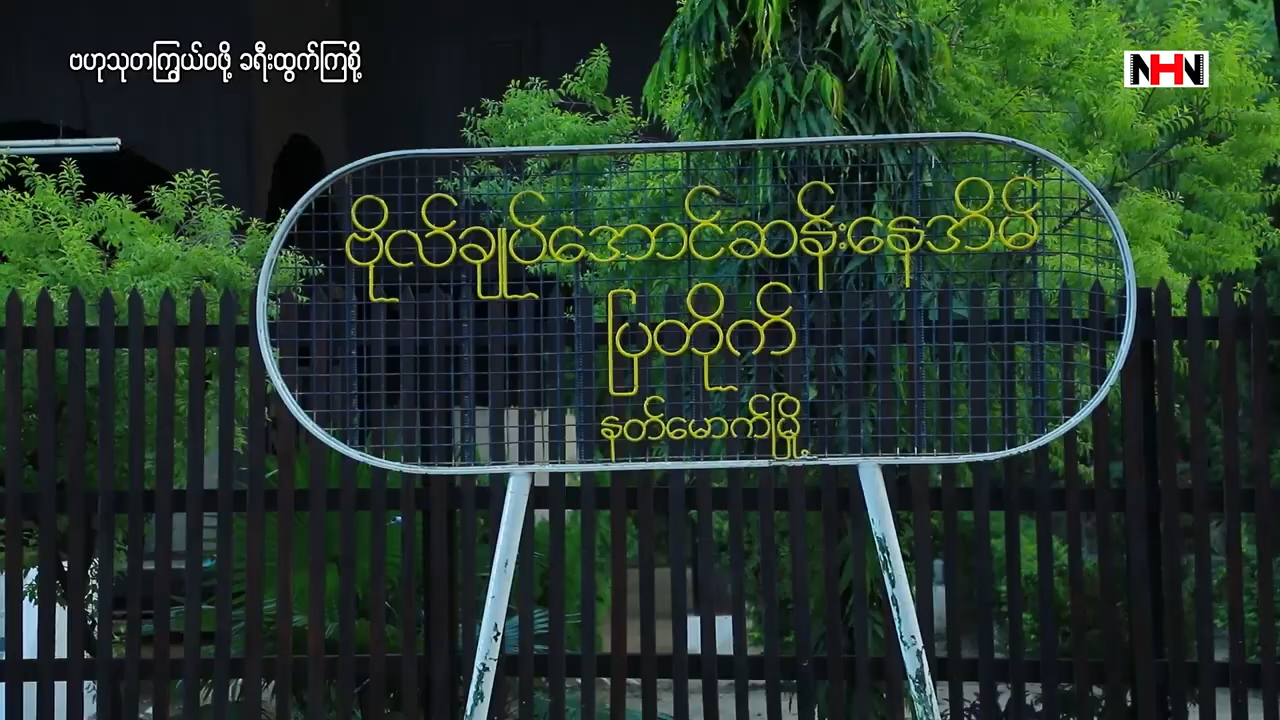 ဗဟုသုတကြွယ်ဝဖို့ ခရီးထွက်ကြစို့
NHN
ဗိုလ်ချုပ်အောင်ဆန်းနေအိမ်
ပြတိုက်
နတ်မောက်မြို့